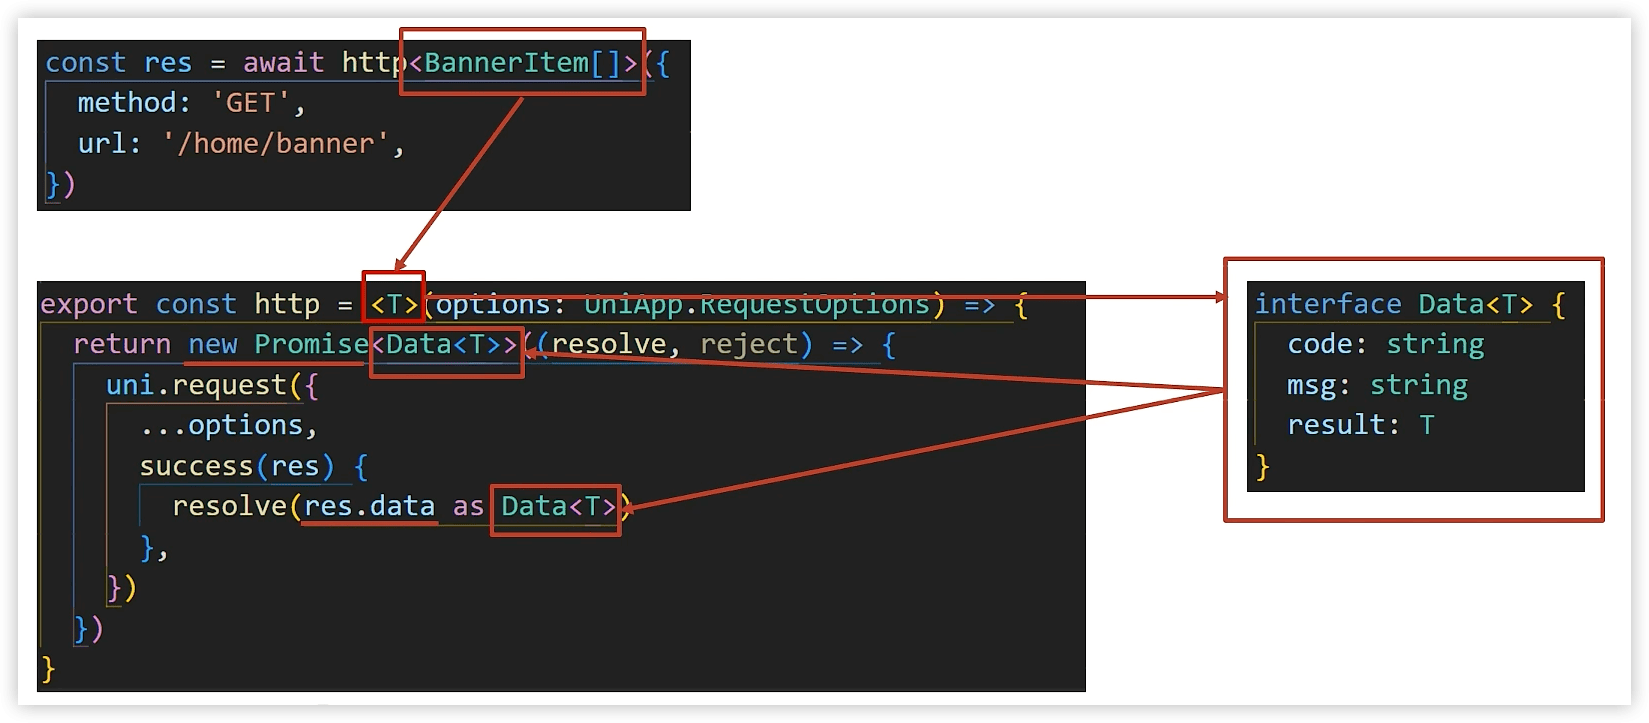 const res = await http<BannerItem[]>({
  method: 'GET',
  url: '/home/banner',
})
export const http = <T>(options: UniApp.RequestOptions) => {
  return new Promise<Data<T>>((resolve, reject) => {
    uni.request({
      ...options,
      success(res) {
        resolve(res.data as Data<T>)
      },
    })
  })
}
interface Data<T> {
  code: string
  msg: string
  result: T
}